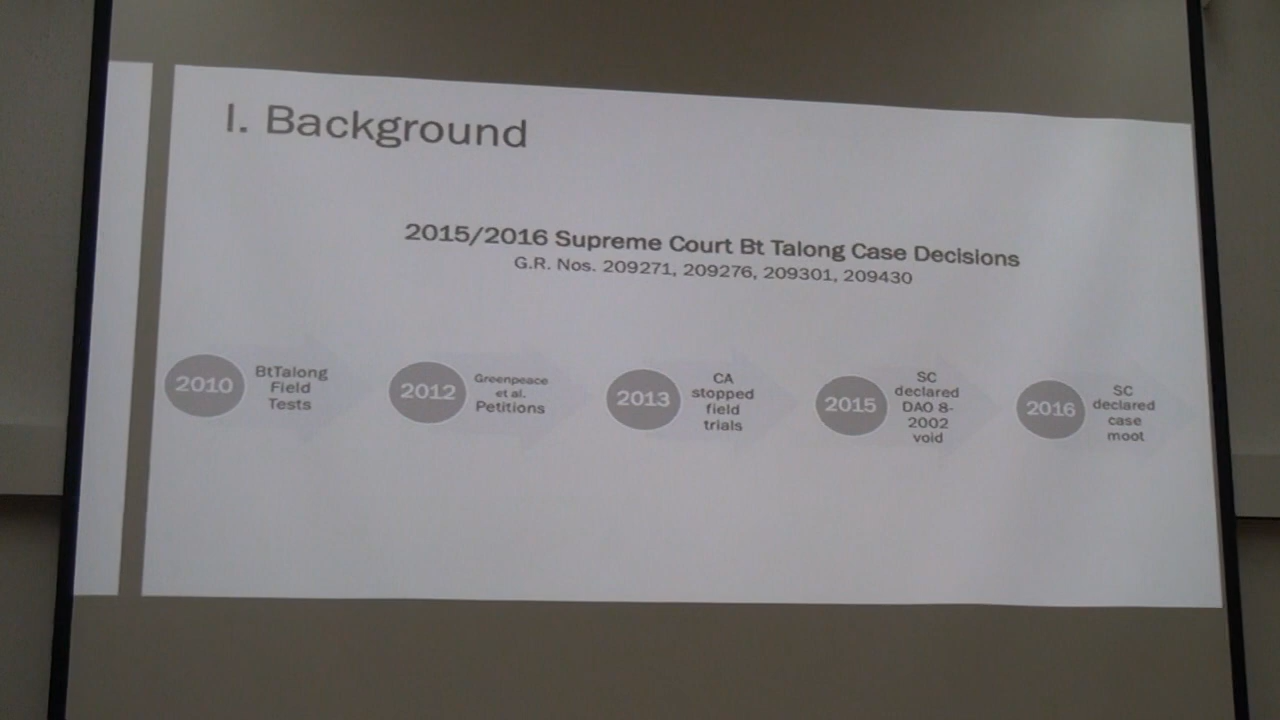 I. Background
2015/2016 Supreme Court Bt Talong Case Decisions
G.R. Nos. 209271, 209276, 209301, 209430
2010
BtTalong
Field
Tests
2012
Greenpeace
et al.
Petitions
2013
CA
stopped
field
trials
2015
SC
declared
DAO 8-
2002
void
2016
SC
declared
case
moot